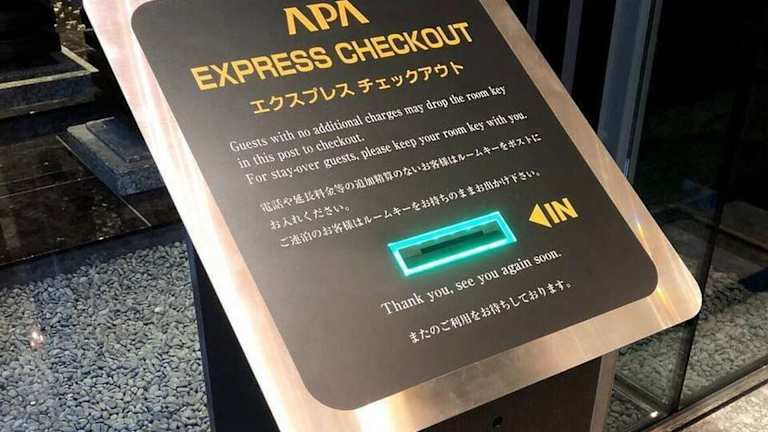 APA
EXPRESS CHECKOUT
エクスプレス チェックアウト
Guests with no additional charges may drop the room key
in this post to checkout.
For stay-over guests, please keep your room key with you.
電話や延長料金等の追加精算のないお客様はルームキーをポストに
お入れください。
ご連泊のお客様はルームキーをお持ちのままお出かけ下さい。
◀IN
Thank you, see you again soon.
またのご利用をお待ちしております。